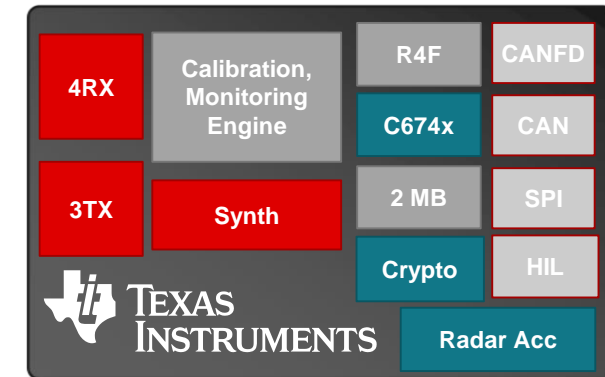 4RX
Calibration,
Monitoring
Engine
R4F
CANFD
C674x
CAN
3TX
Synth
2 MB
SPI
Crypto
HIL
TEXAS
INSTRUMENTS
Radar Acc